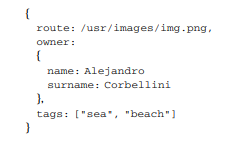 {
route: /usr/images/img.png,
owner:
{
name: Alejandro
surname: Corbellini
},
tags: ["sea", "beach"]
}